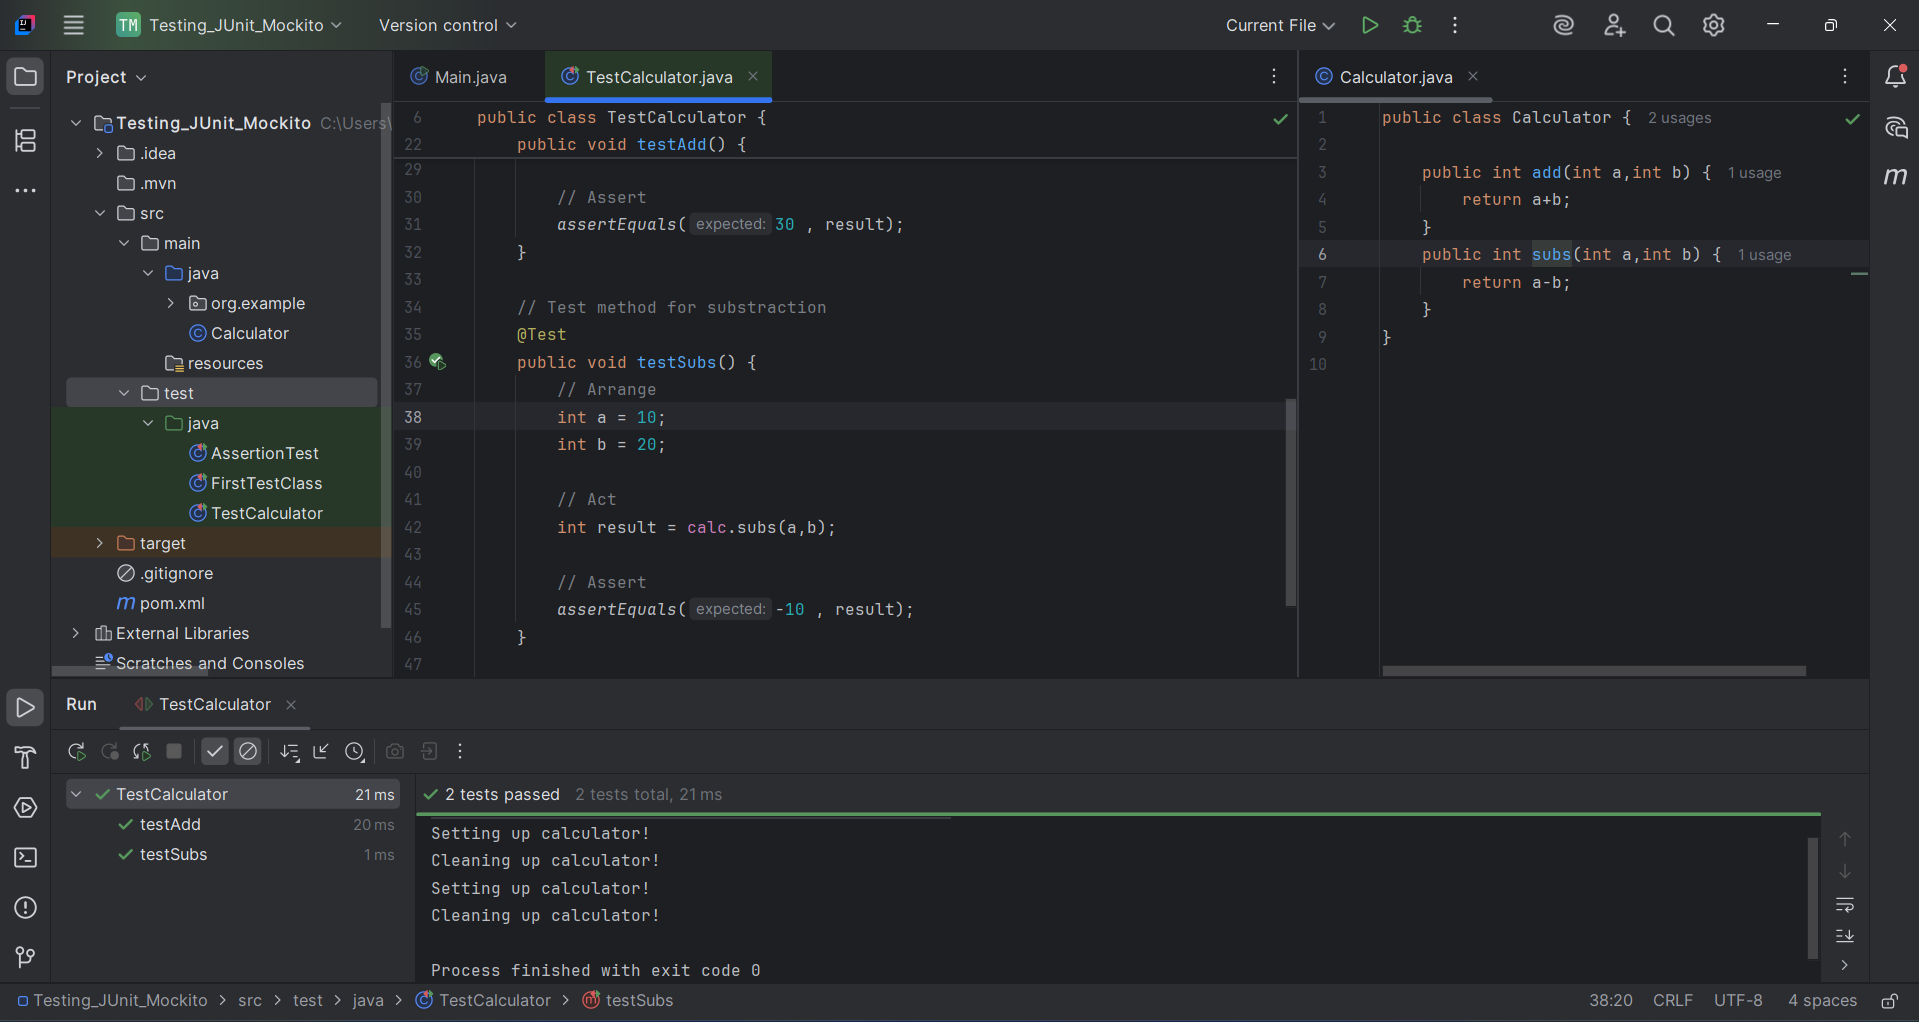 TM Testing_JUnit_Mockito Version control Current File
Project
Testing_JUnit_Mockito C:\Users\
.idea
.mvn
src
main
java
org.example
Calculator
resources
test
java
AssertionTest
FirstTestClass
TestCalculator
target
.gitignore
m pom.xml
External Libraries
Scratches and Consoles
Main.java TestCalculator.java
6 public class TestCalculator {
22 public void testAdd() {
29
30 // Assert
31 assertEquals( expected: 30 , result);
32 }
33
34 // Test method for substraction
35 @Test
36 public void testSubs() {
37 // Arrange
38 int a = 10;
39 int b = 20;
40
41 // Act
42 int result = calc.subs(a,b);
43
44 // Assert
45 assertEquals( expected: -10 , result);
46 }
47
Calculator.java
1 public class Calculator { 2 usages
2
3 public int add(int a,int b) { 1 usage
4 return a+b;
5 }
6 public int subs(int a,int b) { 1 usage
7 return a-b;
8 }
9 }
10
m
Run TestCalculator
TestCalculator 21 ms
testAdd 20 ms
testSubs 1 ms
2 tests passed 2 tests total, 21 ms
Setting up calculator!
Cleaning up calculator!
Setting up calculator!
Cleaning up calculator!
Process finished with exit code 0
Testing_JUnit_Mockito > src > test > java > TestCalculator > testSubs 38:20 CRLF UTF-8 4 spaces